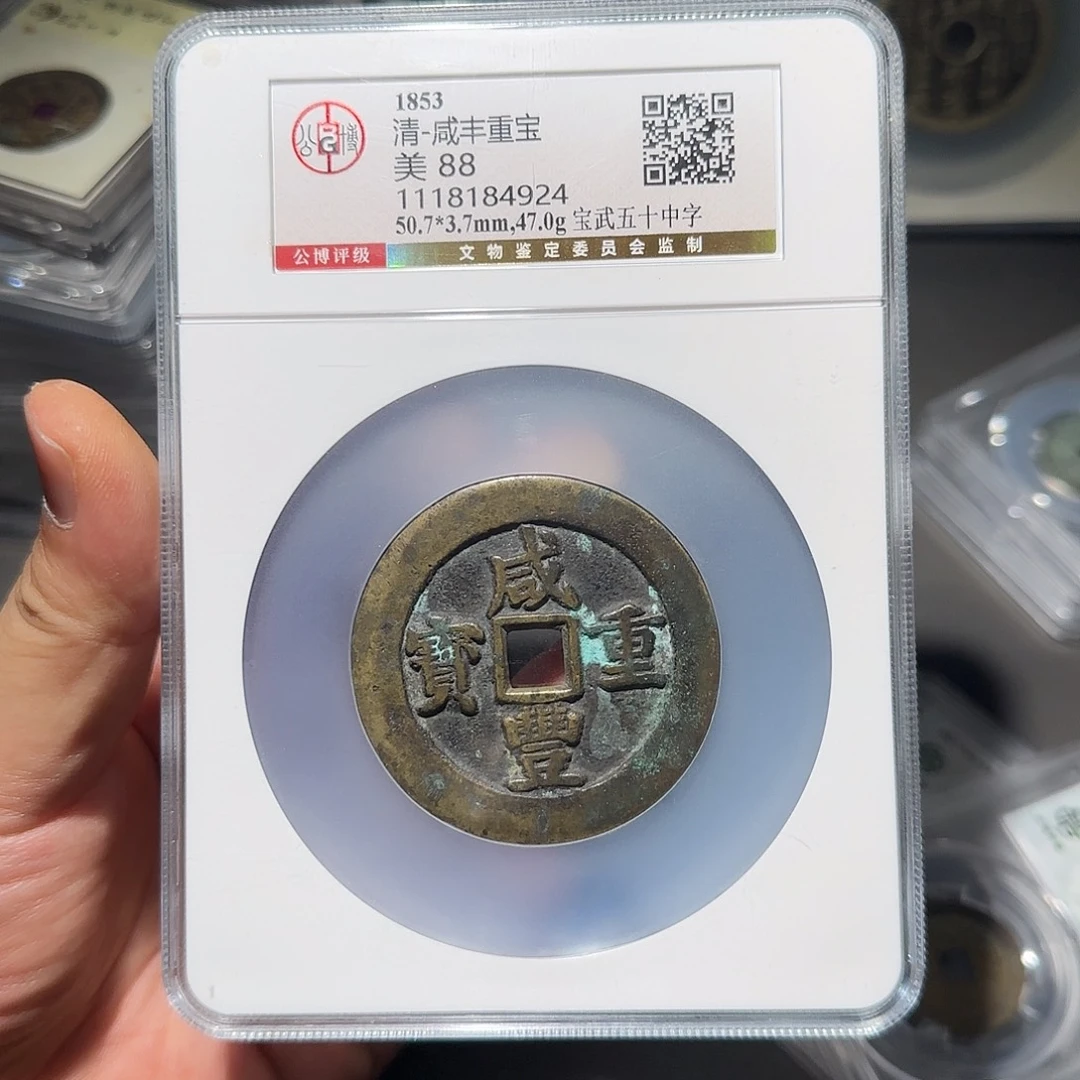 1853
清-咸丰重宝
美 88
1118184924
50.7*3.7mm,47.0g 宝武五十中字
公博
公博评级
文物鉴定委员会监制
咸
寶 重
豐